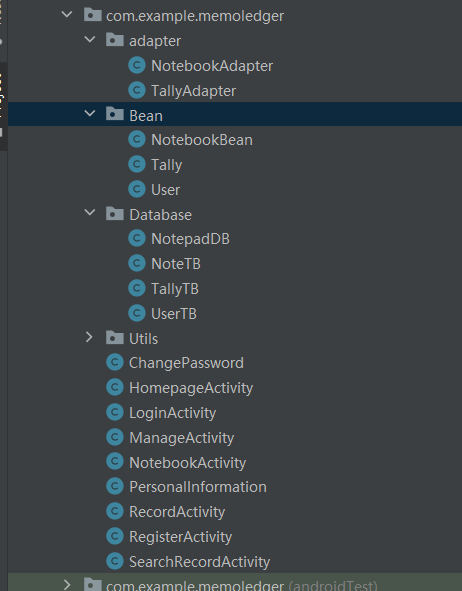 com.example.memoledger
adapter
NotebookAdapter
TallyAdapter
Bean
NotebookBean
Tally
User
Database
NotepadDB
NoteTB
TallyTB
UserTB
Utils
ChangePassword
HomepageActivity
LoginActivity
ManageActivity
NotebookActivity
PersonalInformation
RecordActivity
RegisterActivity
SearchRecordActivity
com.example.memoledger (androidTest)